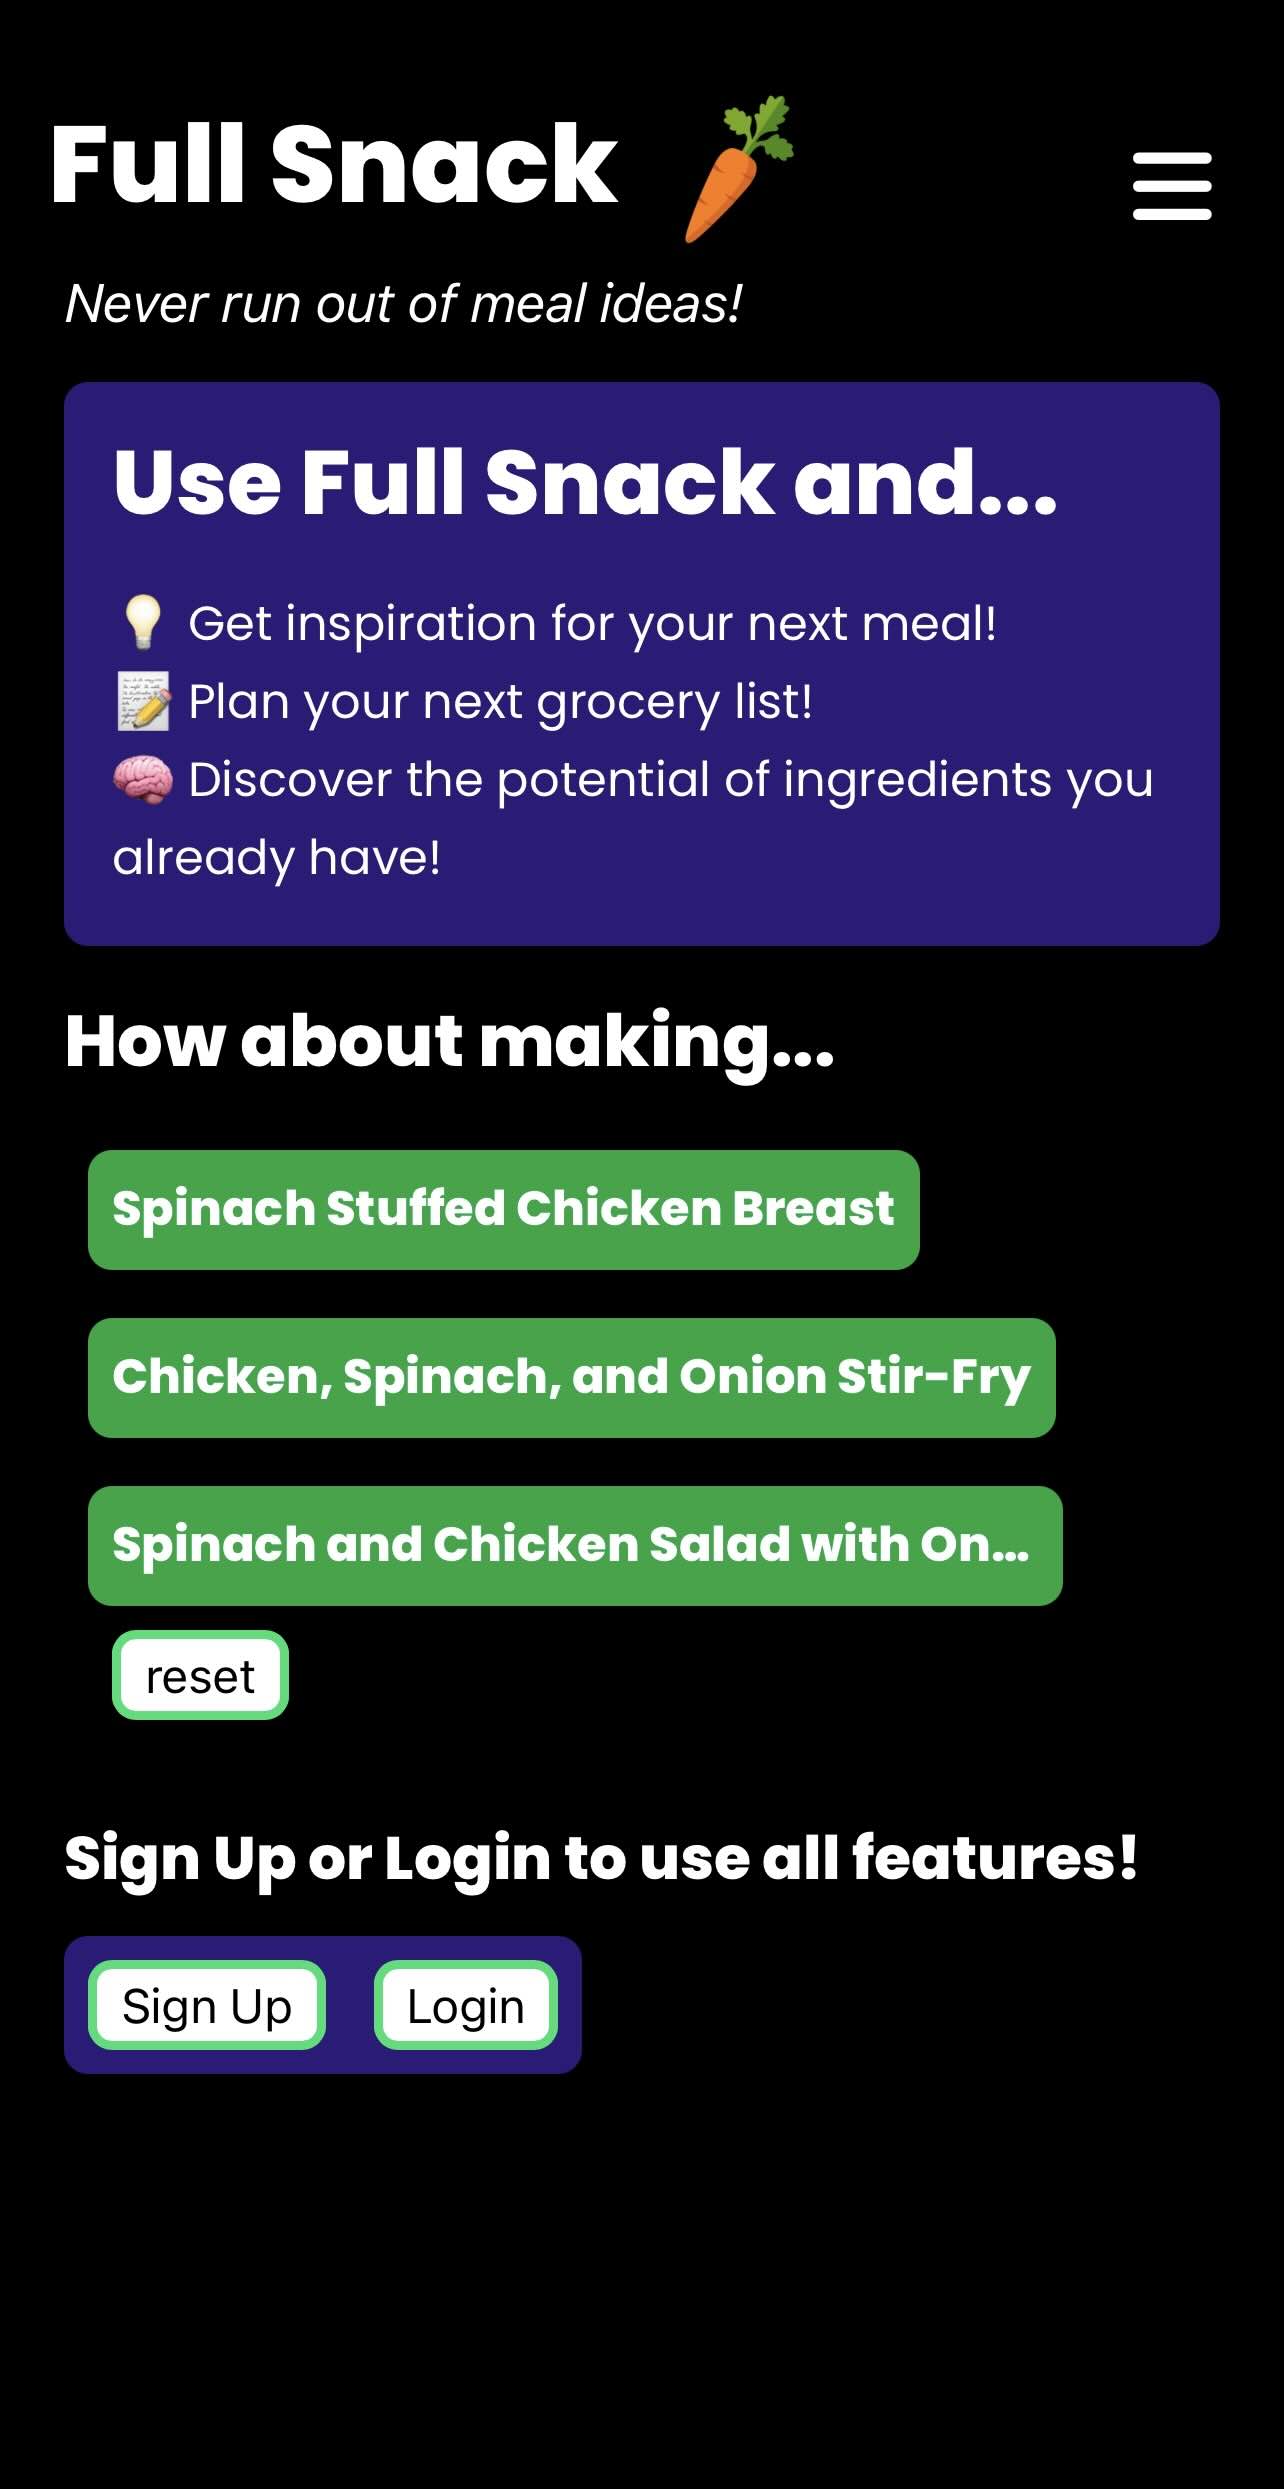 Full Snack
Never run out of meal ideas!
Use Full Snack and...
Get inspiration for your next meal!
Plan your next grocery list!
Discover the potential of ingredients you
already have!
How about making...
Spinach Stuffed Chicken Breast
Chicken, Spinach, and Onion Stir-Fry
Spinach and Chicken Salad with On...
reset
Sign Up or Login to use all features!
Sign Up
Login